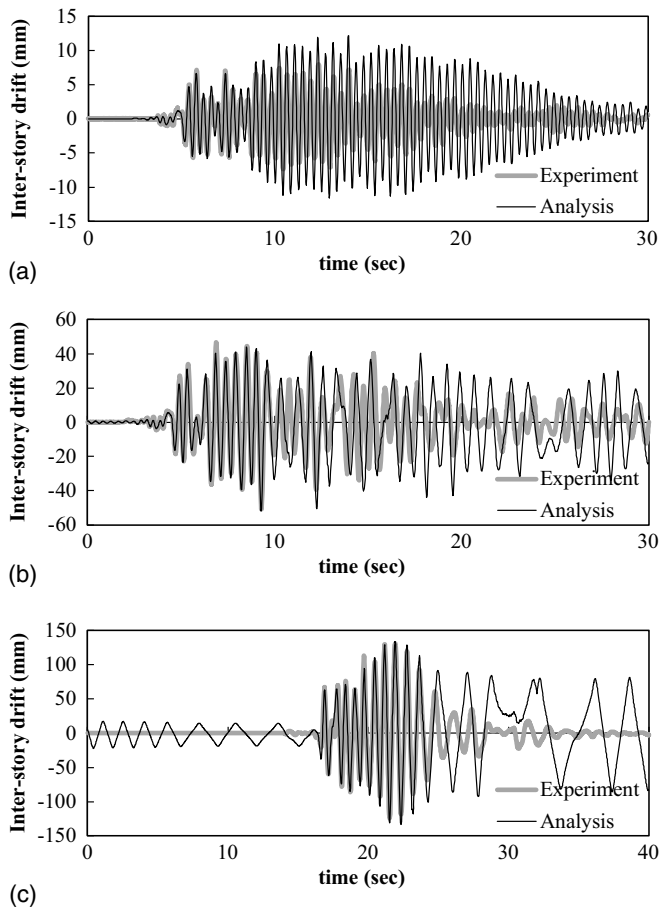 15
10
5
0
-5
-10
-15
Inter-story drift (mm)
Experiment
Analysis
0 10 20 30
time (sec)
(a)
60
40
20
0
-20
-40
-60
Inter-story drift (mm)
Experiment
Analysis
0 10 20 30
time (sec)
(b)
150
100
50
0
-50
-100
-150
Inter-story drift (mm)
Experiment
Analysis
0 10 20 30 40
time (sec)
(c)